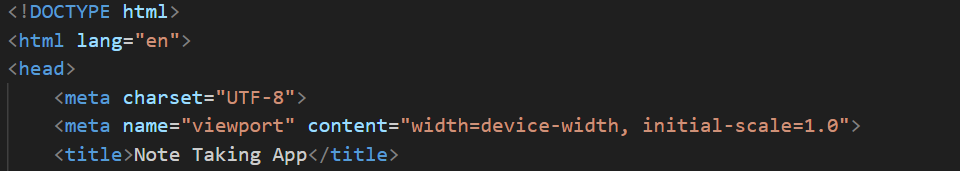 <!DOCTYPE html>
<html lang="en">
<head>
    <meta charset="UTF-8">
    <meta name="viewport" content="width=device-width, initial-scale=1.0">
    <title>Note Taking App</title>